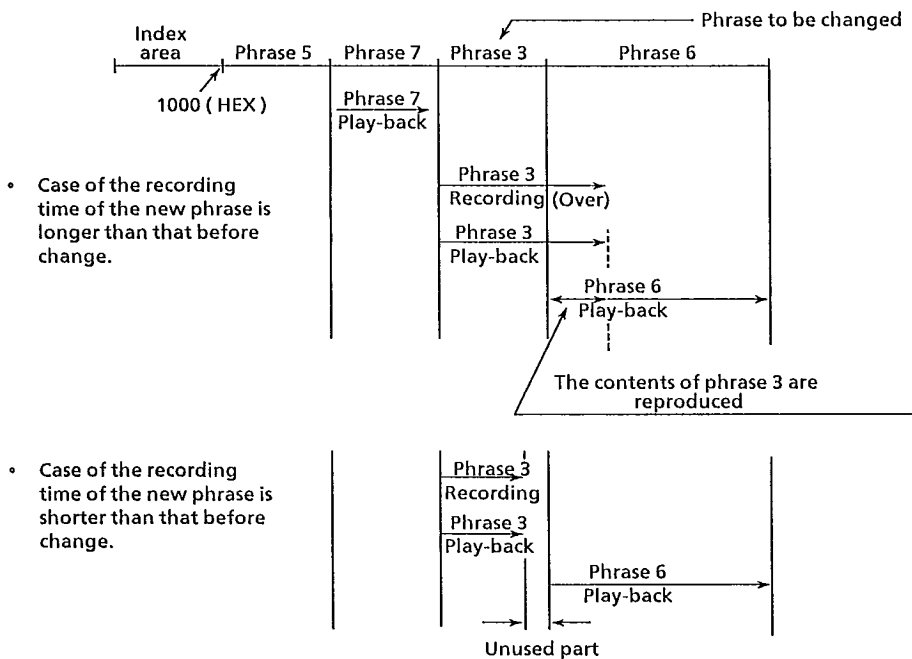 Phrase to be changed
Index
area
Phrase 5
Phrase 7
Phrase 3
Phrase 6
1000 ( HEX )
Phrase 7
Play-back
• Case of the recording
time of the new phrase is
longer than that before
change.
Phrase 3
Recording (Over)
Phrase 3
Play-back
Phrase 6
Play-back
The contents of phrase 3 are
reproduced
• Case of the recording
time of the new phrase is
shorter than that before
change.
Phrase 3
Recording
Phrase 3
Play-back
Phrase 6
Play-back
Unused part